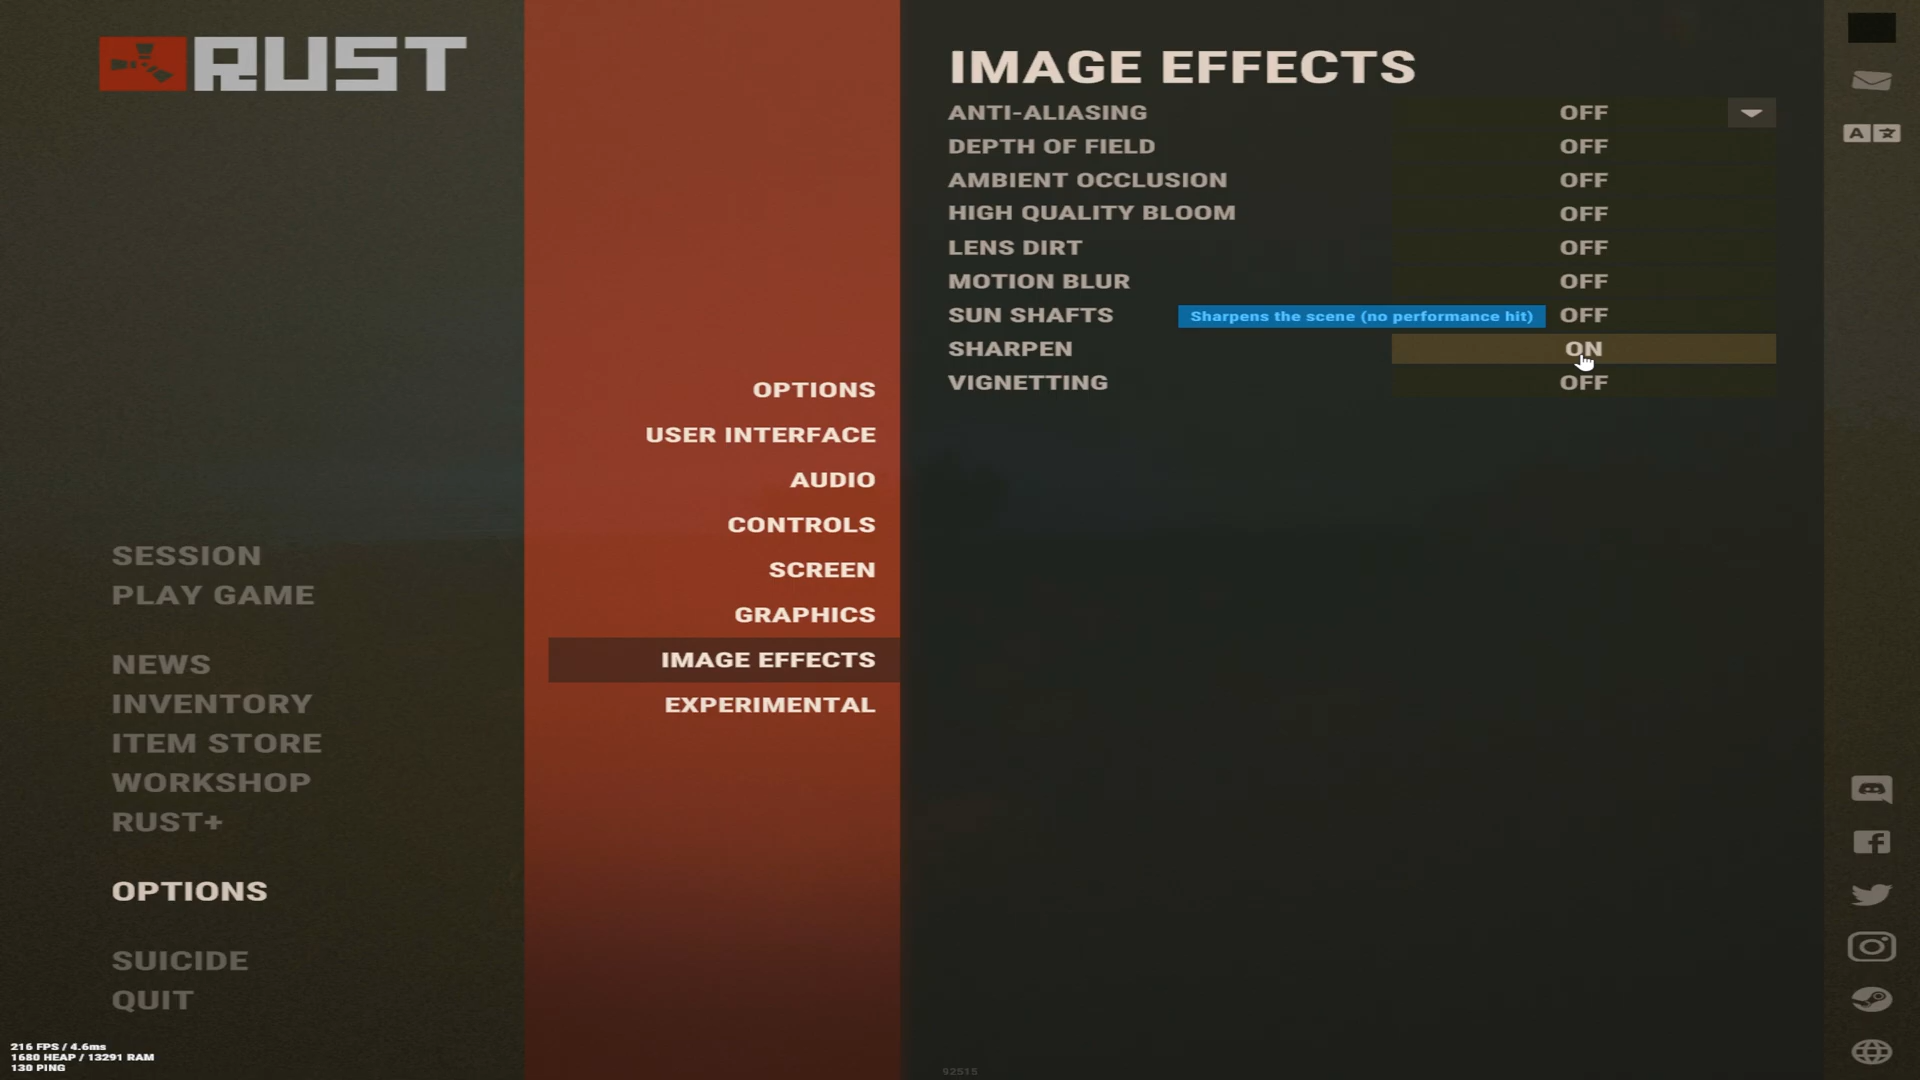 RUST
SESSION
PLAY GAME
NEWS
INVENTORY
ITEM STORE
WORKSHOP
RUST+
OPTIONS
SUICIDE
QUIT
216 FPS / 4.6ms
1680 HEAP / 13291 RAM
130 PING
OPTIONS
USER INTERFACE
AUDIO
CONTROLS
SCREEN
GRAPHICS
IMAGE EFFECTS
EXPERIMENTAL
IMAGE EFFECTS
ANTI-ALIASING OFF
DEPTH OF FIELD OFF
AMBIENT OCCLUSION OFF
HIGH QUALITY BLOOM OFF
LENS DIRT OFF
MOTION BLUR OFF
SUN SHAFTS Sharpens the scene (no performance hit) OFF
SHARPEN ON
VIGNETTING OFF
92515
A文